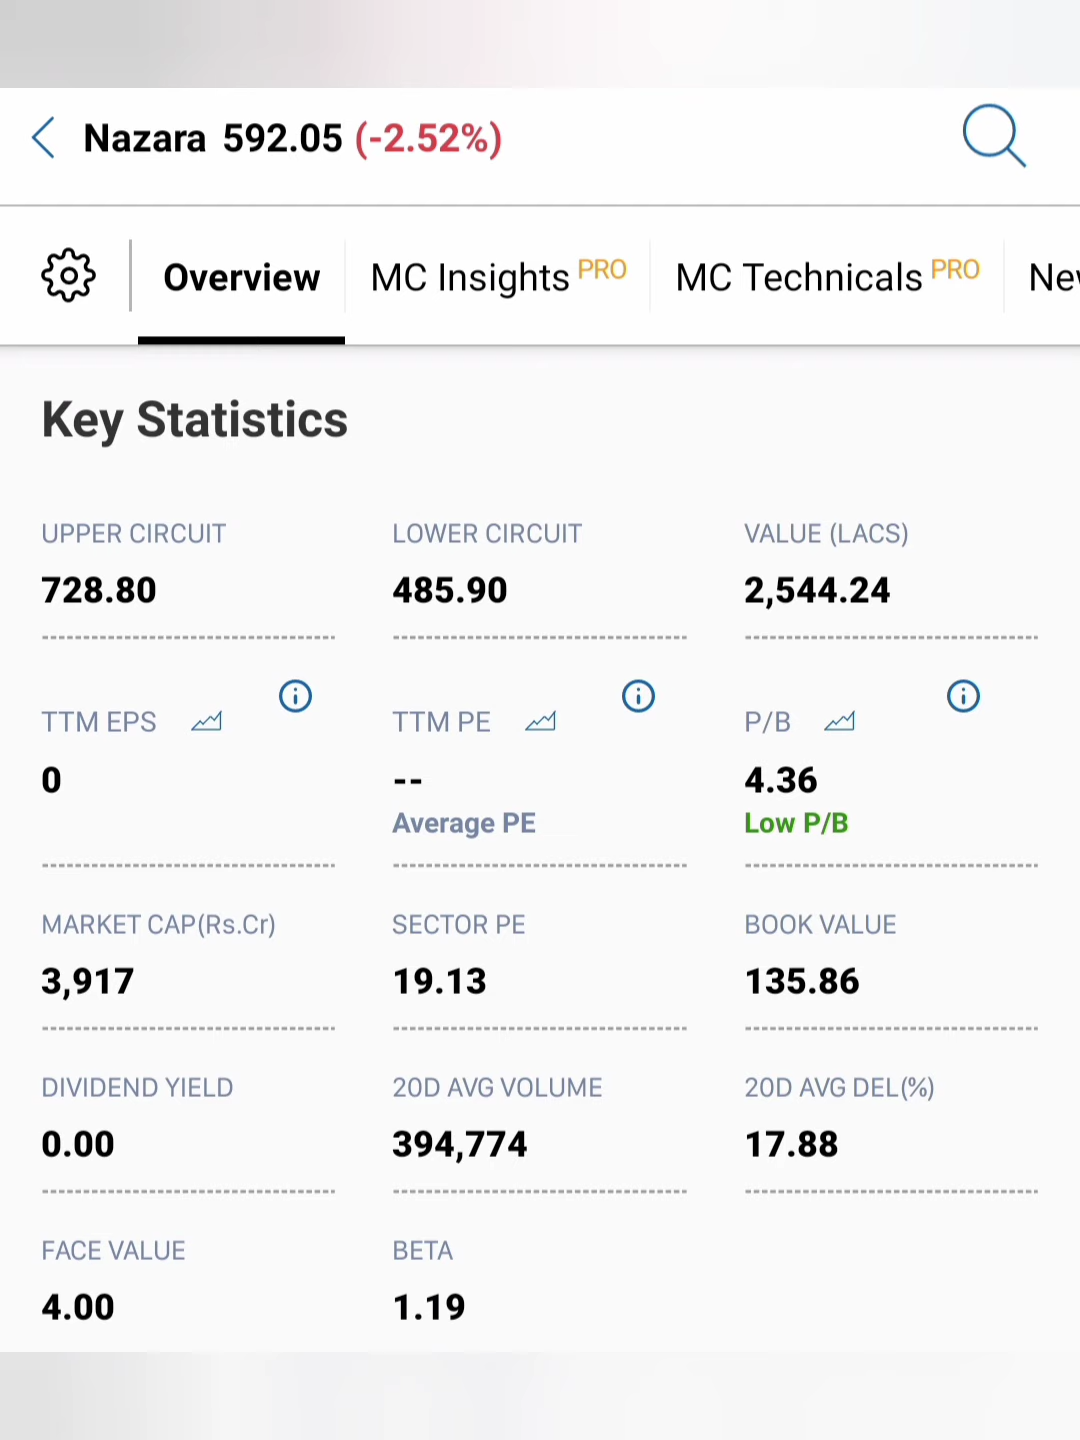 Nazara 592.05 (-2.52%)
Overview MC Insights PRO MC Technicals PRO
Key Statistics
UPPER CIRCUIT LOWER CIRCUIT VALUE (LACS)
728.80 485.90 2,544.24
TTM EPS TTM PE P/B
0 -- 4.36
Average PE Low P/B
MARKET CAP(Rs.Cr) SECTOR PE BOOK VALUE
3,917 19.13 135.86
DIVIDEND YIELD 20D AVG VOLUME 20D AVG DEL(%)
0.00 394,774 17.88
FACE VALUE BETA
4.00 1.19